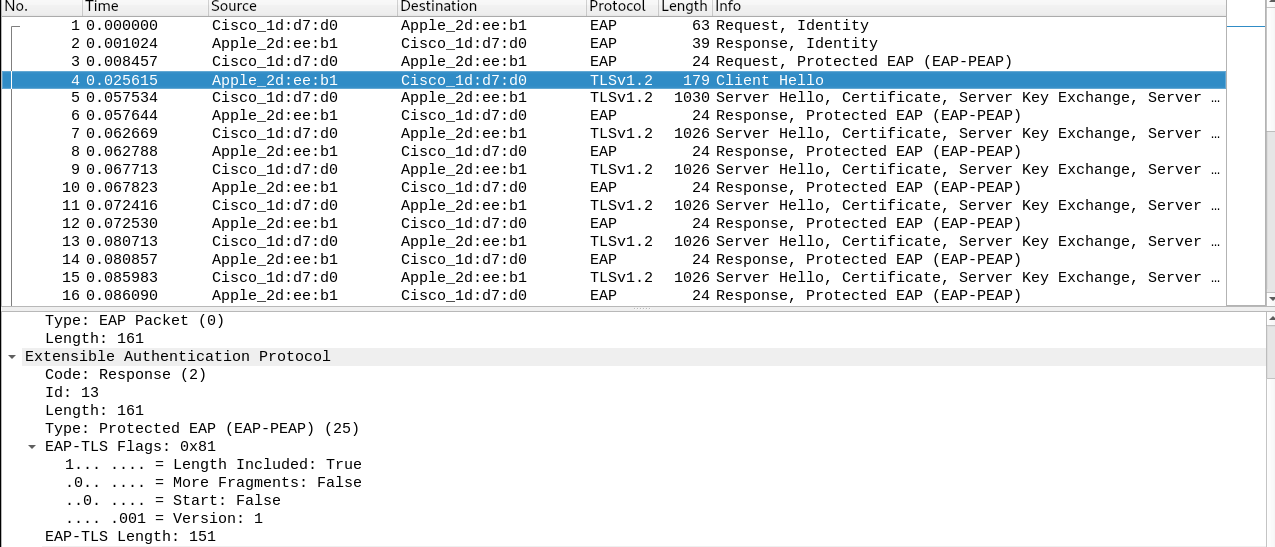 No. Time Source Destination Protocol Length Info
1 0.000000 Cisco_1d:d7:d0 Apple_2d:ee:b1 EAP 63 Request, Identity
2 0.001024 Apple_2d:ee:b1 Cisco_1d:d7:d0 EAP 39 Response, Identity
3 0.008457 Cisco_1d:d7:d0 Apple_2d:ee:b1 EAP 24 Request, Protected EAP (EAP-PEAP)
4 0.025615 Apple_2d:ee:b1 Cisco_1d:d7:d0 TLSv1.2 179 Client Hello
5 0.057534 Cisco_1d:d7:d0 Apple_2d:ee:b1 TLSv1.2 1030 Server Hello, Certificate, Server Key Exchange, Server …
6 0.057644 Apple_2d:ee:b1 Cisco_1d:d7:d0 EAP 24 Response, Protected EAP (EAP-PEAP)
7 0.062669 Cisco_1d:d7:d0 Apple_2d:ee:b1 TLSv1.2 1026 Server Hello, Certificate, Server Key Exchange, Server …
8 0.062788 Apple_2d:ee:b1 Cisco_1d:d7:d0 EAP 24 Response, Protected EAP (EAP-PEAP)
9 0.067713 Cisco_1d:d7:d0 Apple_2d:ee:b1 TLSv1.2 1026 Server Hello, Certificate, Server Key Exchange, Server …
10 0.067823 Apple_2d:ee:b1 Cisco_1d:d7:d0 EAP 24 Response, Protected EAP (EAP-PEAP)
11 0.072416 Cisco_1d:d7:d0 Apple_2d:ee:b1 TLSv1.2 1026 Server Hello, Certificate, Server Key Exchange, Server …
12 0.072530 Apple_2d:ee:b1 Cisco_1d:d7:d0 EAP 24 Response, Protected EAP (EAP-PEAP)
13 0.080713 Cisco_1d:d7:d0 Apple_2d:ee:b1 TLSv1.2 1026 Server Hello, Certificate, Server Key Exchange, Server …
14 0.080857 Apple_2d:ee:b1 Cisco_1d:d7:d0 EAP 24 Response, Protected EAP (EAP-PEAP)
15 0.085983 Cisco_1d:d7:d0 Apple_2d:ee:b1 TLSv1.2 1026 Server Hello, Certificate, Server Key Exchange, Server …
16 0.086090 Apple_2d:ee:b1 Cisco_1d:d7:d0 EAP 24 Response, Protected EAP (EAP-PEAP)
Type: EAP Packet (0)
Length: 161
Extensible Authentication Protocol
Code: Response (2)
Id: 13
Length: 161
Type: Protected EAP (EAP-PEAP) (25)
EAP-TLS Flags: 0x81
1... .... = Length Included: True
.0.. .... = More Fragments: False
..0. .... = Start: False
.... .001 = Version: 1
EAP-TLS Length: 151